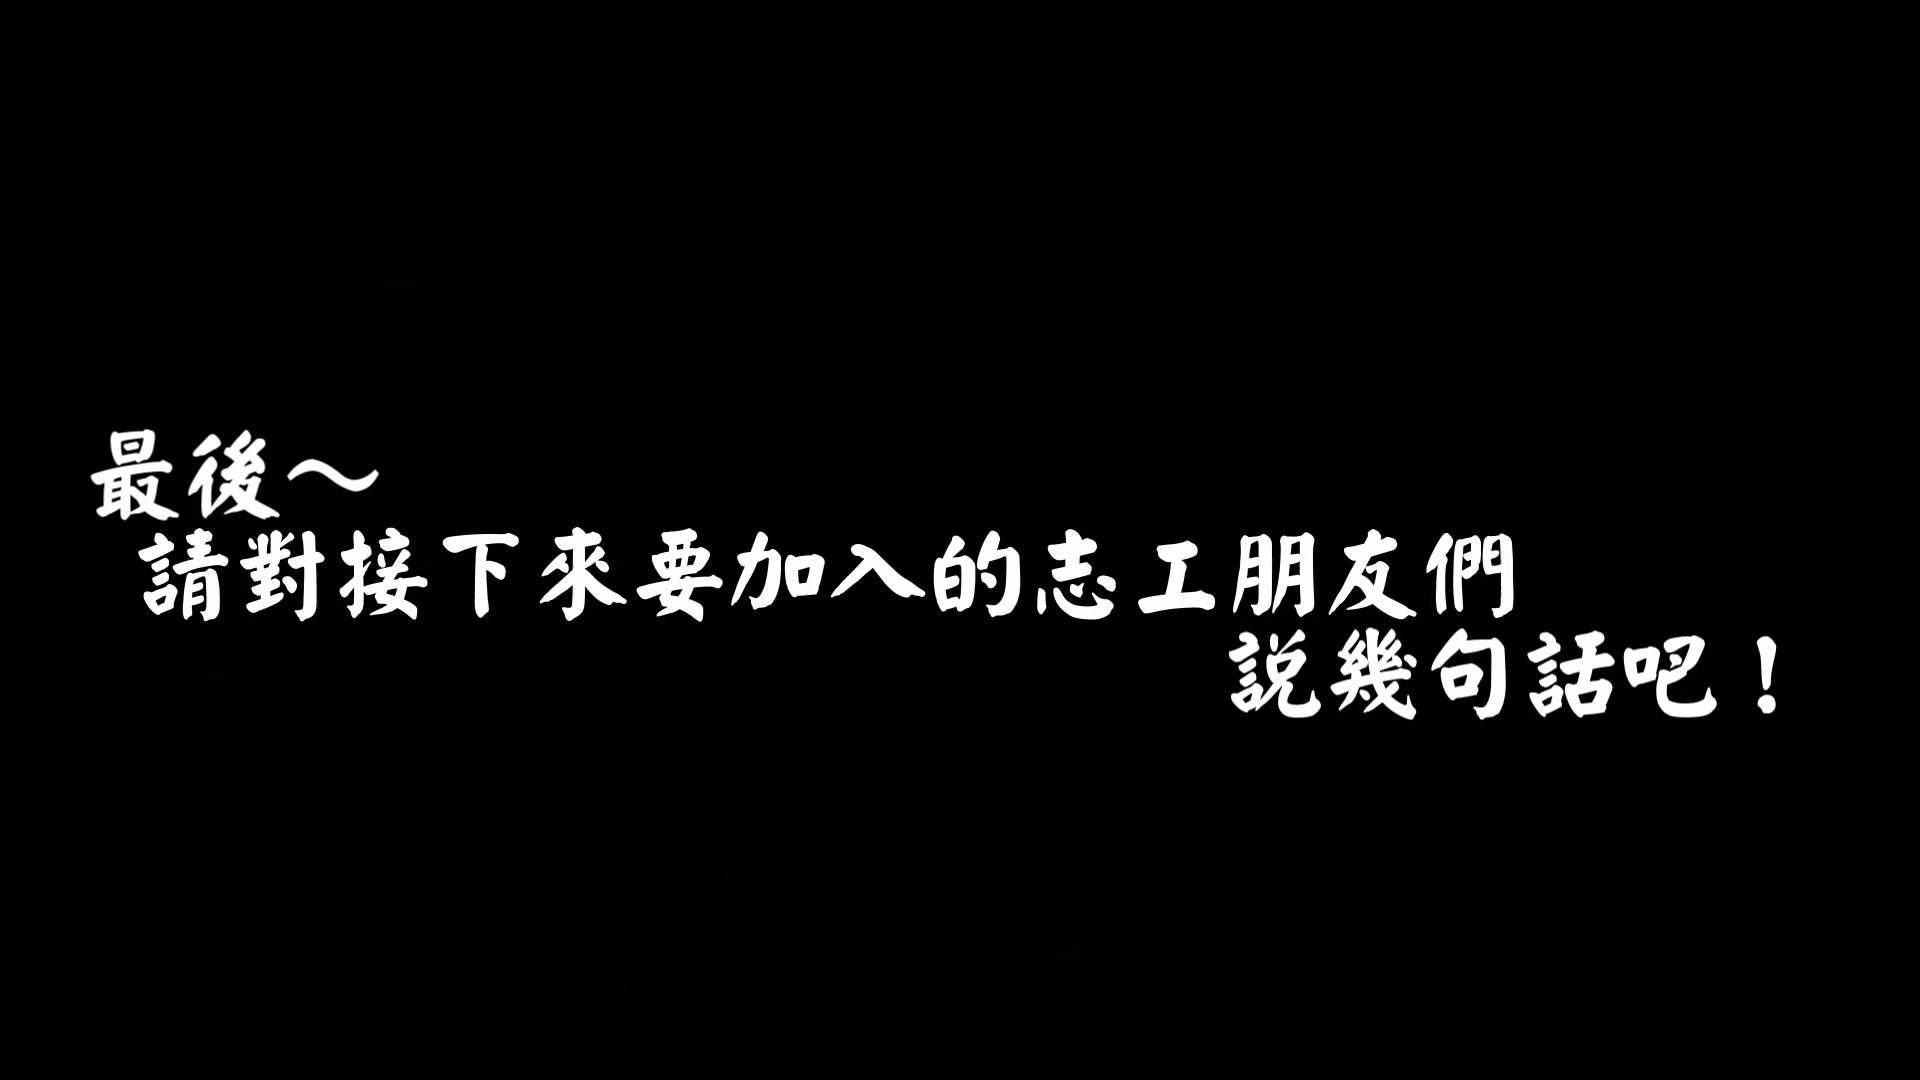 最後～
請對接下來要加入的志工朋友們
說幾句話吧！